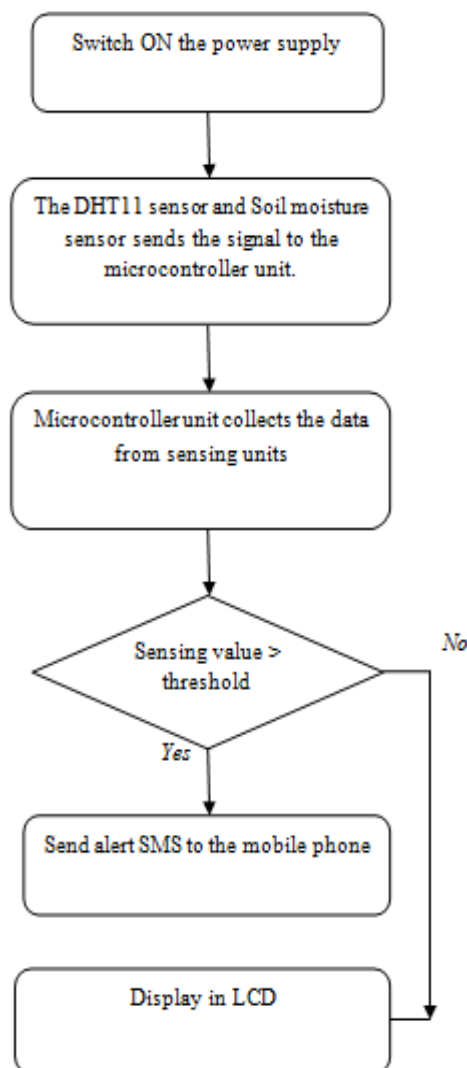 Switch ON the power supply
The DHT11 sensor and Soil moisture
sensor sends the signal to the
microcontroller unit.
Microcontrollerunit collects the data
from sensing units
Sensing value >
threshold
No
Yes
Send alert SMS to the mobile phone
Display in LCD